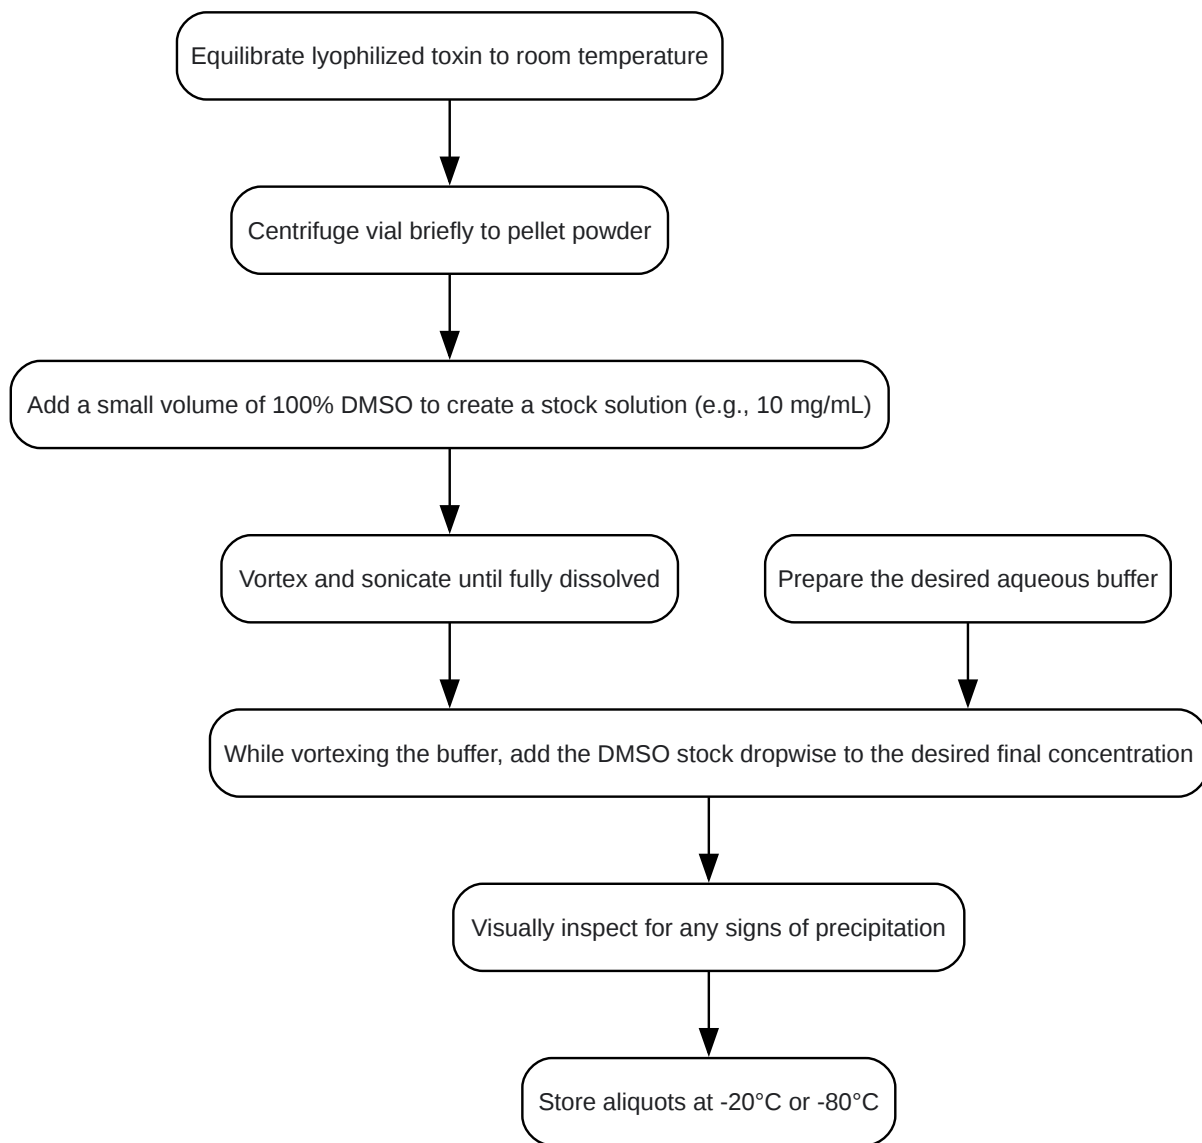 Equilibrate lyophilized toxin to room temperature
Centrifuge vial briefly to pellet powder
Add a small volume of 100% DMSO to create a stock solution (e.g., 10 mg/mL)
Vortex and sonicate until fully dissolved
Prepare the desired aqueous buffer
While vortexing the buffer, add the DMSO stock dropwise to the desired final concentration
Visually inspect for any signs of precipitation
Store aliquots at -20°C or -80°C